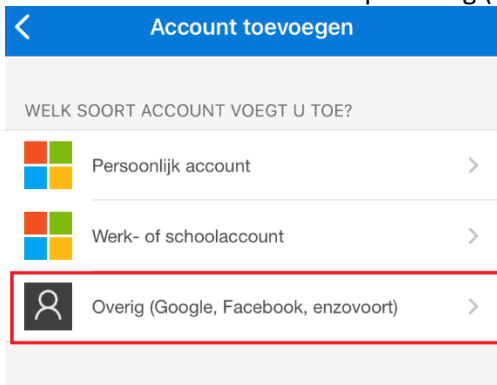 Account toevoegen
WELK SOORT ACCOUNT VOEGT U TOE?
Persoonlijk account
Werk- of schoolaccount
Overig (Google, Facebook, enzovoort)